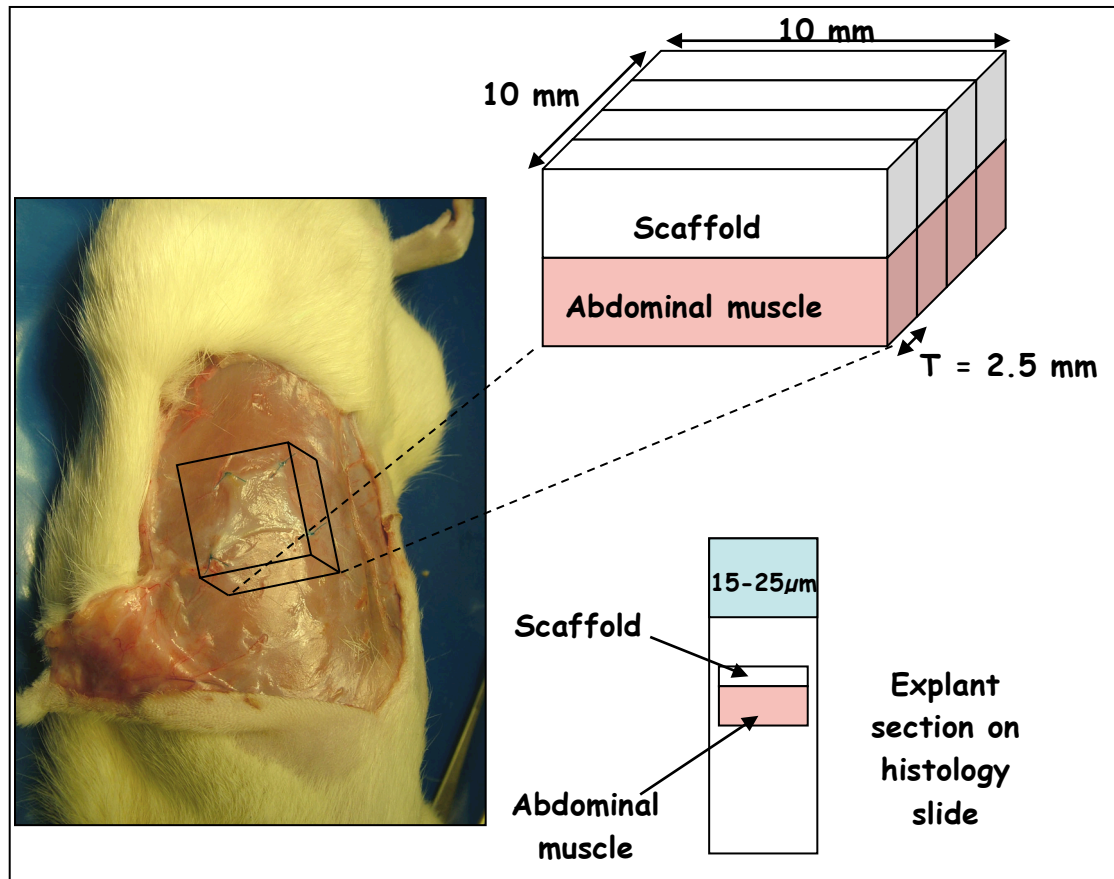 10 mm
10 mm
Scaffold
Abdominal muscle
T = 2.5 mm
15-25µm
Scaffold
Abdominal
muscle
Explant
section on
histology
slide